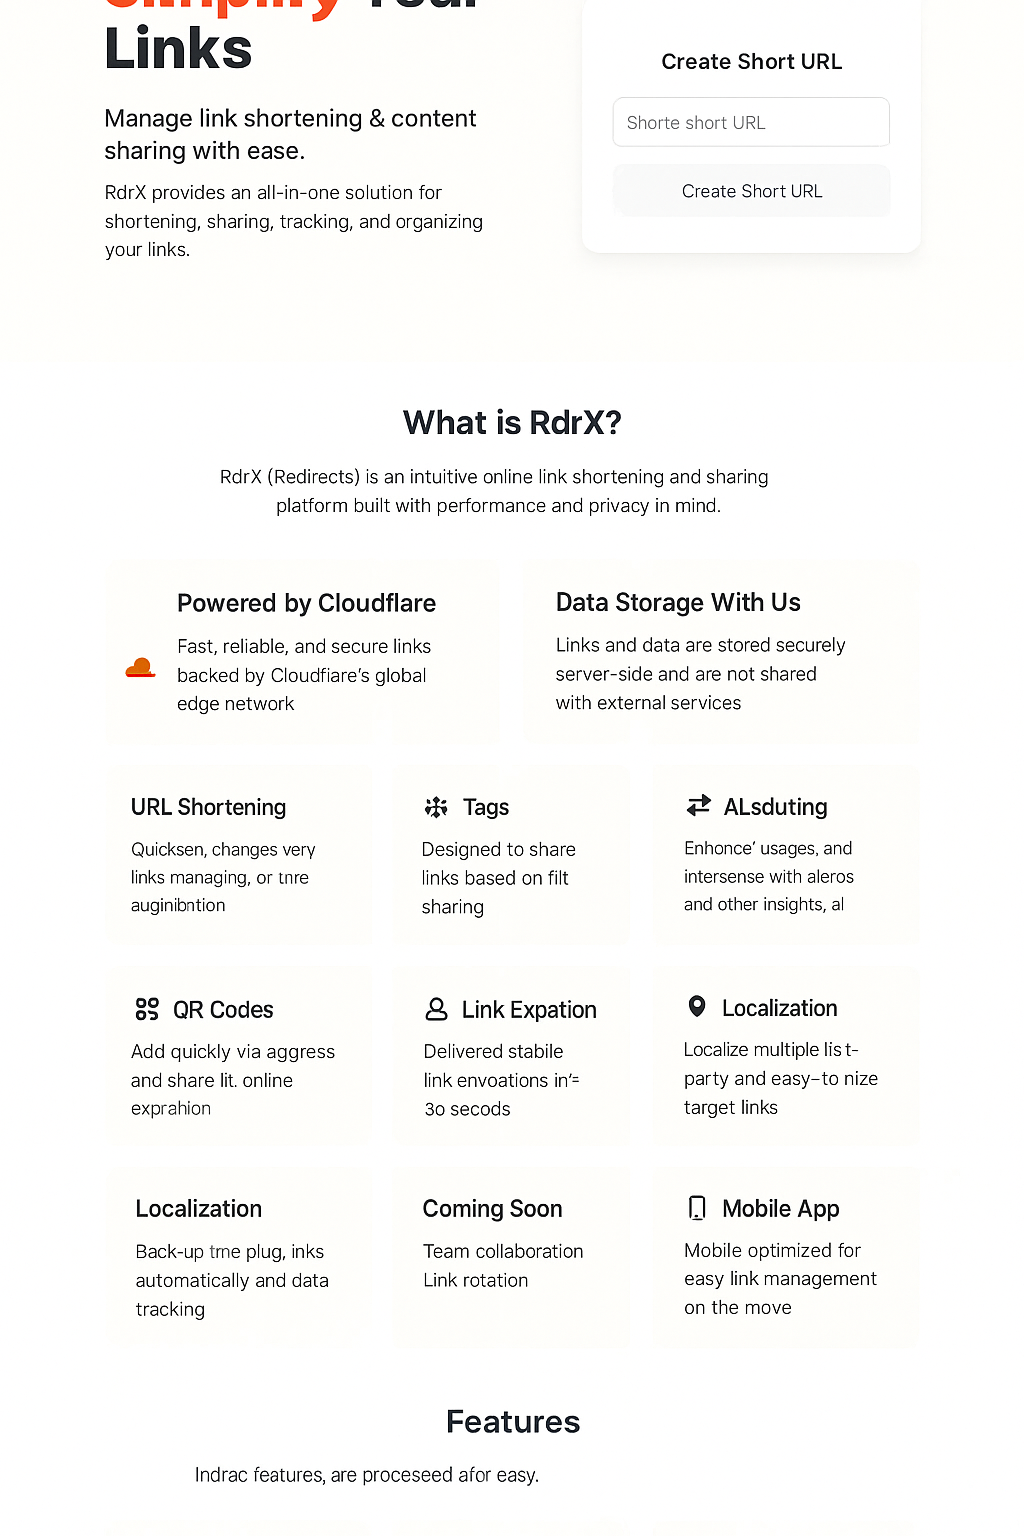 Simplify Your
Links
Manage link shortening & content
sharing with ease.
RdrX provides an all-in-one solution for
shortening, sharing, tracking, and organizing
your links.
Create Short URL
Shorte short URL
Create Short URL
What is RdrX?
RdrX (Redirects) is an intuitive online link shortening and sharing
platform built with performance and privacy in mind.
Powered by Cloudflare
Fast, reliable, and secure links
backed by Cloudfiare's global
edge network
Data Storage With Us
Links and data are stored securely
server-side and are not shared
with external services
URL Shortening
Quicksen, changes very
links managing, or tnre
auginibntion
Tags
Designed to share
links based on filt
sharing
ALsduting
Enhonce' usages, and
intersense with aleros
and other insights, al
QR Codes
Add quickly via aggress
and share lit. online
exprahion
Link Expation
Delivered stabile
link envoations in'=
3o secods
Localization
Localize multiple lis t-
party and easy-to nize
target links
Localization
Back-up tme plug, inks
automatically and data
tracking
Coming Soon
Team collaboration
Link rotation
Mobile App
Mobile optimized for
easy link management
on the move
Features
Indrac features, are proceseed afor easy.